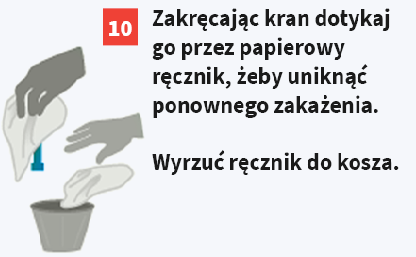 10
Zakręcając kran dotykaj
go przez papierowy
ręcznik, żeby uniknąć
ponownego zakażenia.
Wyrzuć ręcznik do kosza.